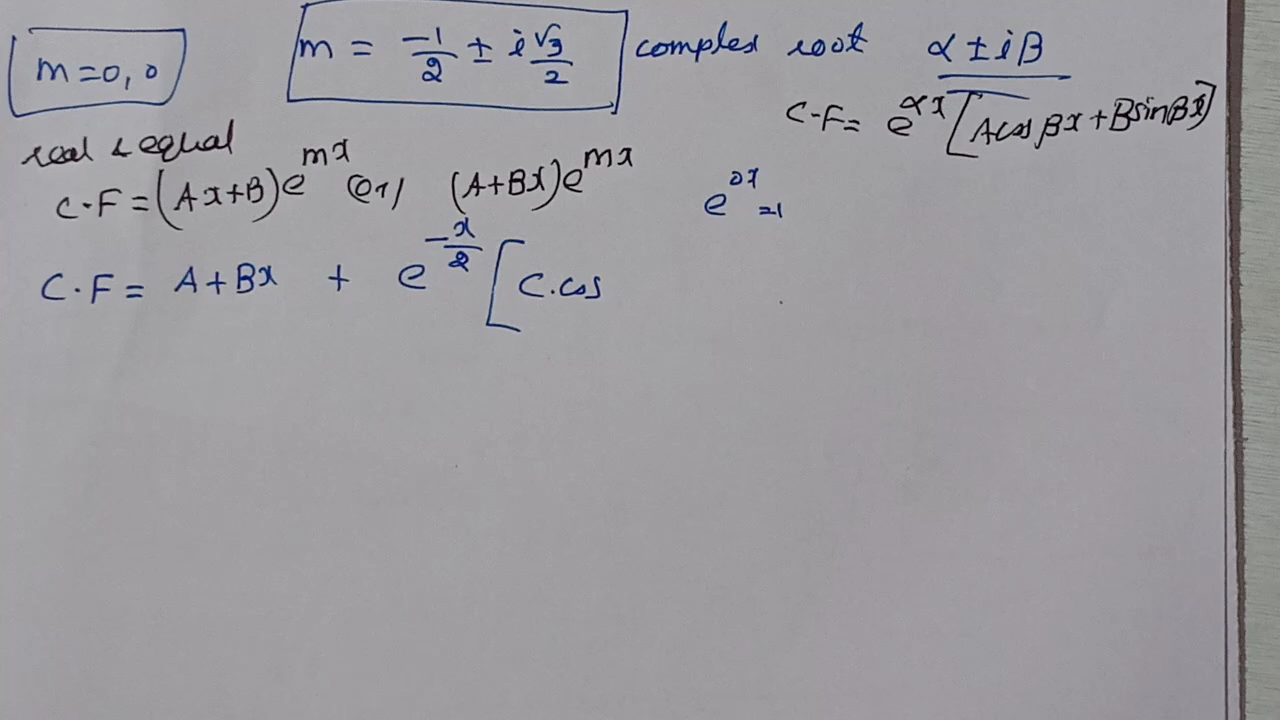 m=0,0
m = -1/2 ± i √3/2 complex root α ± iβ
C.F = e^αx [A cos βx + B sin βx]
real & equal
C.F = (Ax+B)e^mx (or) (A+Bx)e^mx e^0x =1
C.F = A+Bx + e^-x/2 [C.cos